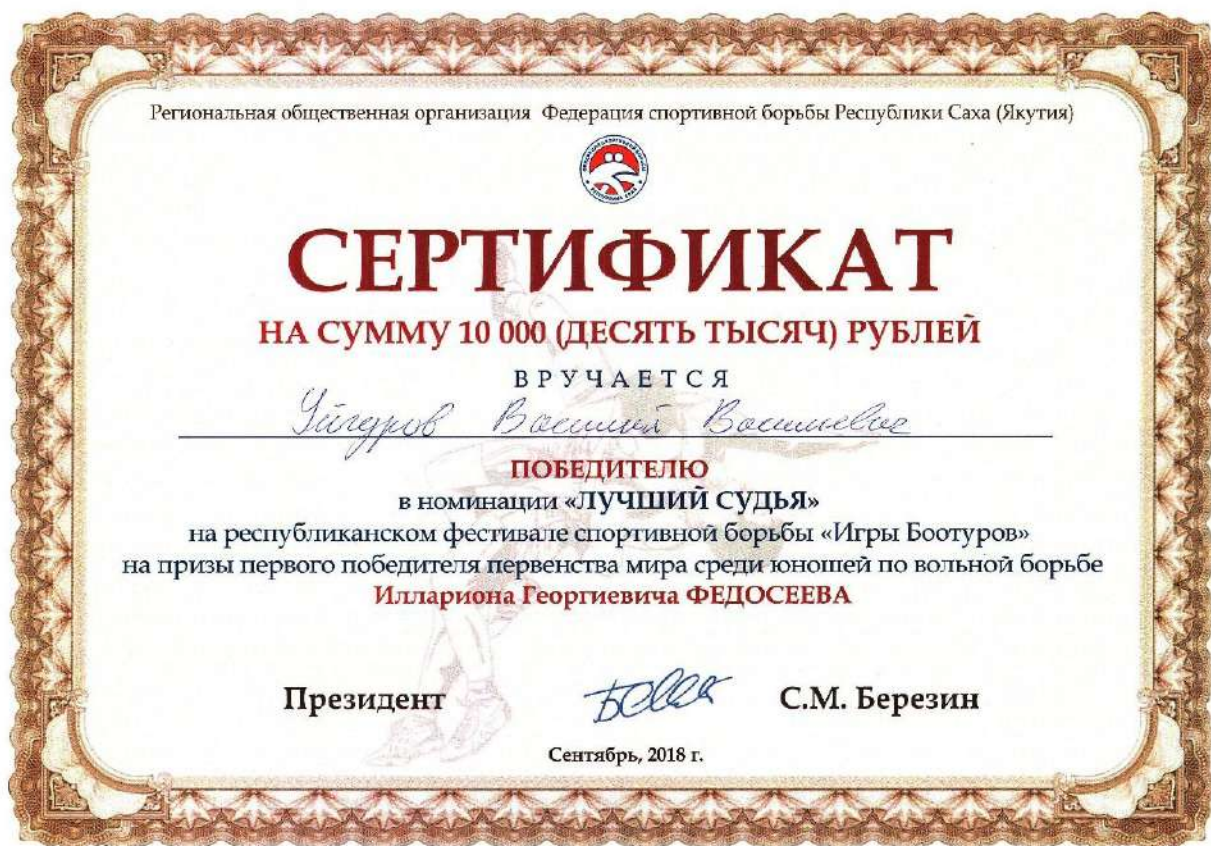 Региональная общественная организация Федерация спортивной борьбы Республики Саха (Якутия)
СЕРТИФИКАТ
НА СУММУ 10 000 (ДЕСЯТЬ ТЫСЯЧ) РУБЛЕЙ
ВРУЧАЕТСЯ
Уйгуров Василий Васильевич
ПОБЕДИТЕЛЮ
в номинации «ЛУЧШИЙ СУДЬЯ»
на республиканском фестивале спортивной борьбы «Игры Боотуров»
на призы первого победителя первенства мира среди юношей по вольной борьбе
Иллариона Георгиевича ФЕДОСЕЕВА
Президент С.М. Березин
Сентябрь, 2018 г.